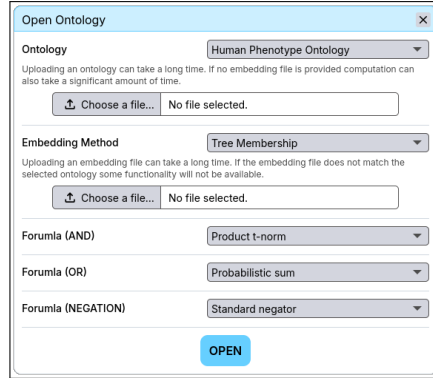 Open Ontology
Ontology
Human Phenotype Ontology
Uploading an ontology can take a long time. If no embedding file is provided computation can
also take a significant amount of time.
Choose a file... No file selected.
Embedding Method
Tree Membership
Uploading an embedding file can take a long time. If the embedding file does not match the
selected ontology some functionality will not be available.
Choose a file... No file selected.
Forumla (AND)
Product t-norm
Forumla (OR)
Probabilistic sum
Forumla (NEGATION)
Standard negator
OPEN